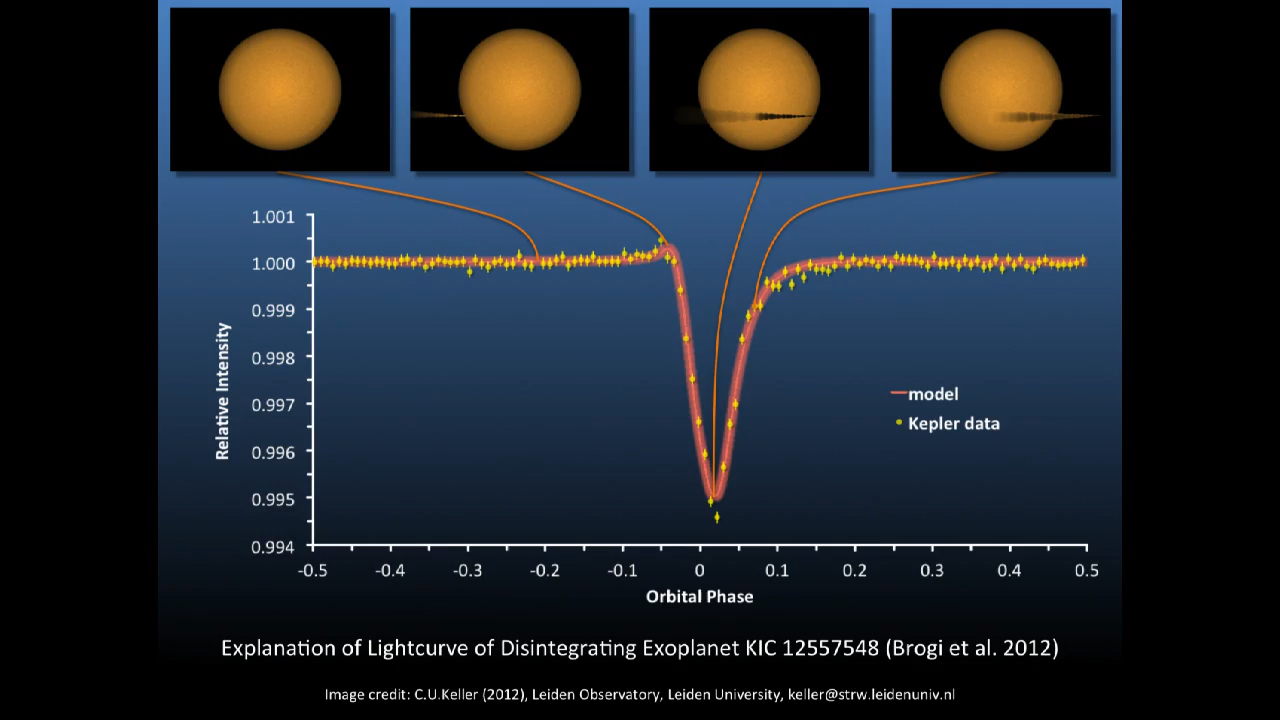 1.001
1.000
0.999
0.998
0.997
0.996
0.995
0.994
Relative Intensity
model
Kepler data
-0.5 -0.4 -0.3 -0.2 -0.1 0 0.1 0.2 0.3 0.4 0.5
Orbital Phase
Explanation of Lightcurve of Disintegrating Exoplanet KIC 12557548 (Brogi et al. 2012)
Image credit: C.U.Keller (2012), Leiden Observatory, Leiden University, keller@strw.leidenuniv.nl